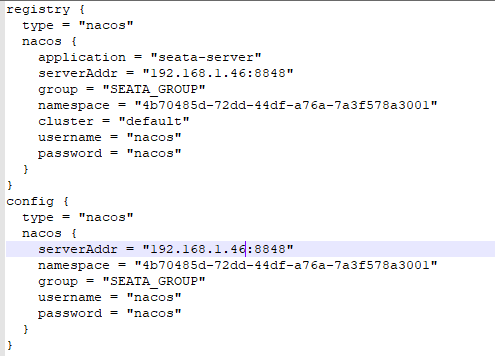 registry {
  type = "nacos"
  nacos {
    application = "seata-server"
    serverAddr = "192.168.1.46:8848"
    group = "SEATA_GROUP"
    namespace = "4b70485d-72dd-44df-a76a-7a3f578a3001"
    cluster = "default"
    username = "nacos"
    password = "nacos"
  }
}
config {
  type = "nacos"
  nacos {
    serverAddr = "192.168.1.46:8848"
    namespace = "4b70485d-72dd-44df-a76a-7a3f578a3001"
    group = "SEATA_GROUP"
    username = "nacos"
    password = "nacos"
  }
}